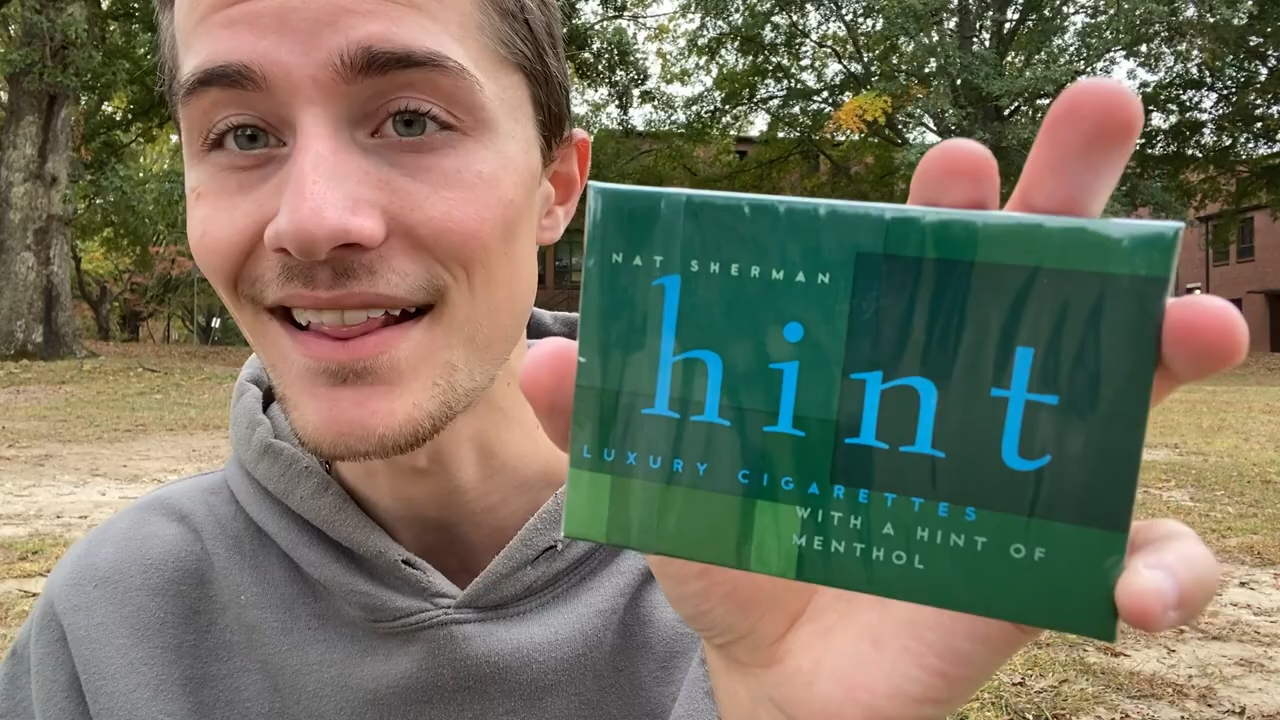 NAT SHERMAN
hint
LUXURY CIGARETTES
WITH A HINT OF
MENTHOL